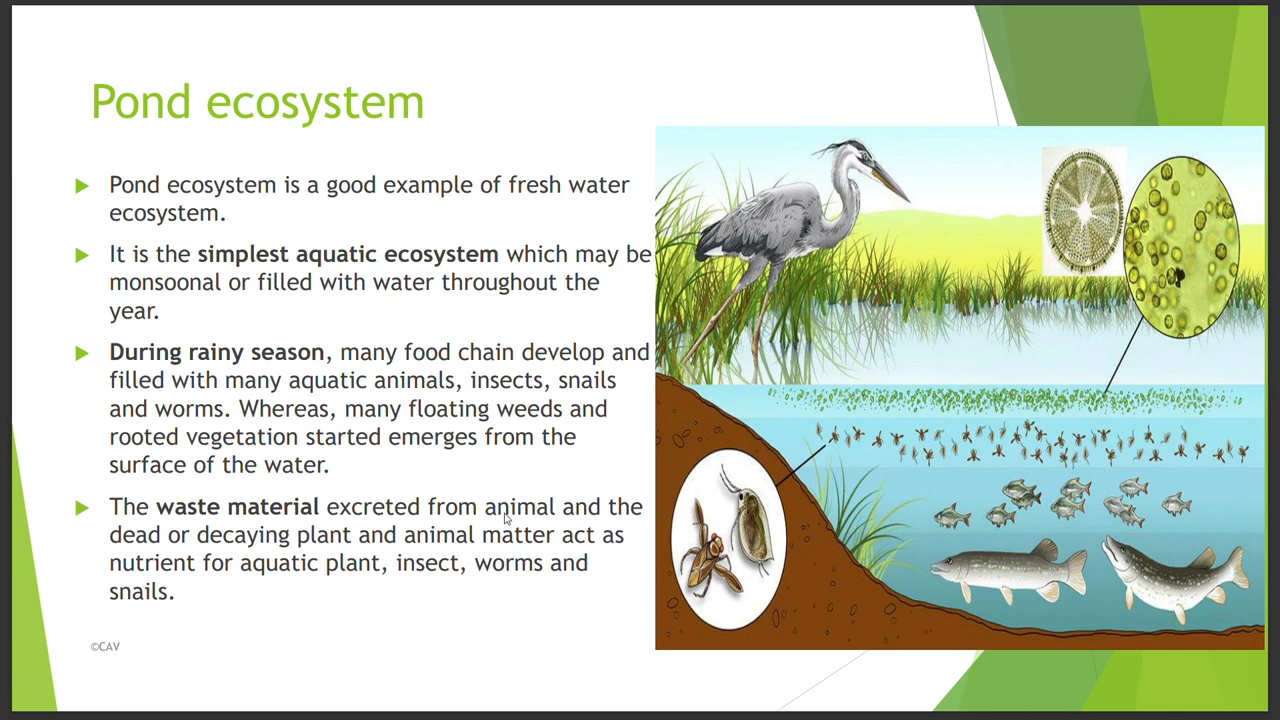 Pond ecosystem
Pond ecosystem is a good example of fresh water
ecosystem.
It is the simplest aquatic ecosystem which may be
monsoonal or filled with water throughout the
year.
During rainy season, many food chain develop and
filled with many aquatic animals, insects, snails
and worms. Whereas, many floating weeds and
rooted vegetation started emerges from the
surface of the water.
The waste material excreted from animal and the
dead or decaying plant and animal matter act as
nutrient for aquatic plant, insect, worms and
snails.
©CAV